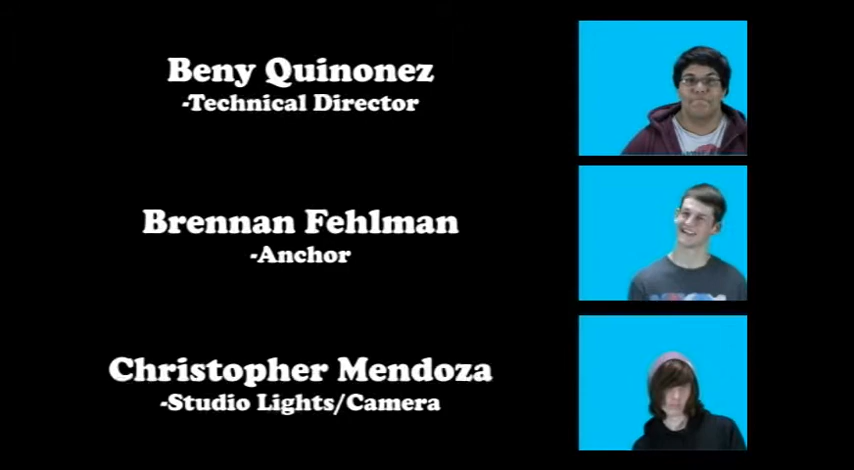 Beny Quinonez
-Technical Director
Brennan Fehlman
-Anchor
Christopher Mendoza
-Studio Lights/Camera